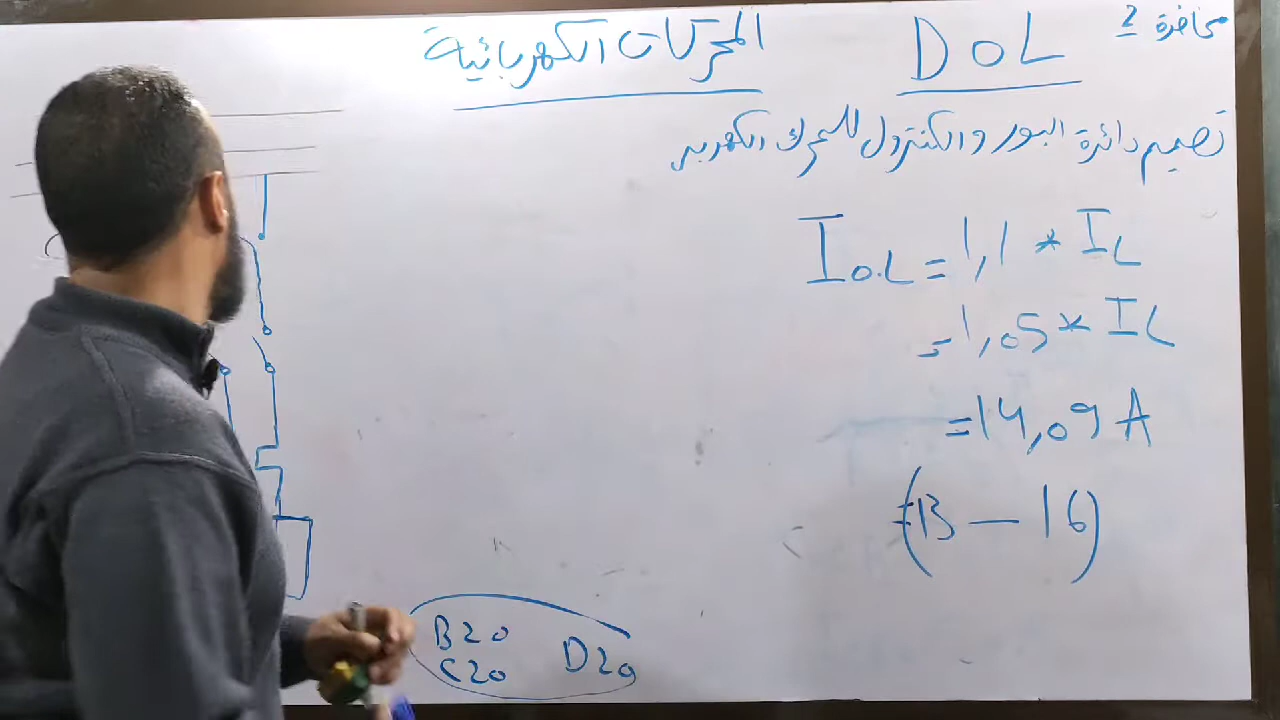 محاضرة 2
DOL
المحركات الكهربائية
تصميم دائرة البور والكنترول للمحرك الكهربي
I O.L = 1,1 * IL
= 1,05 * IL
= 14,09 A
(13 — 16)
B20
C20
D20